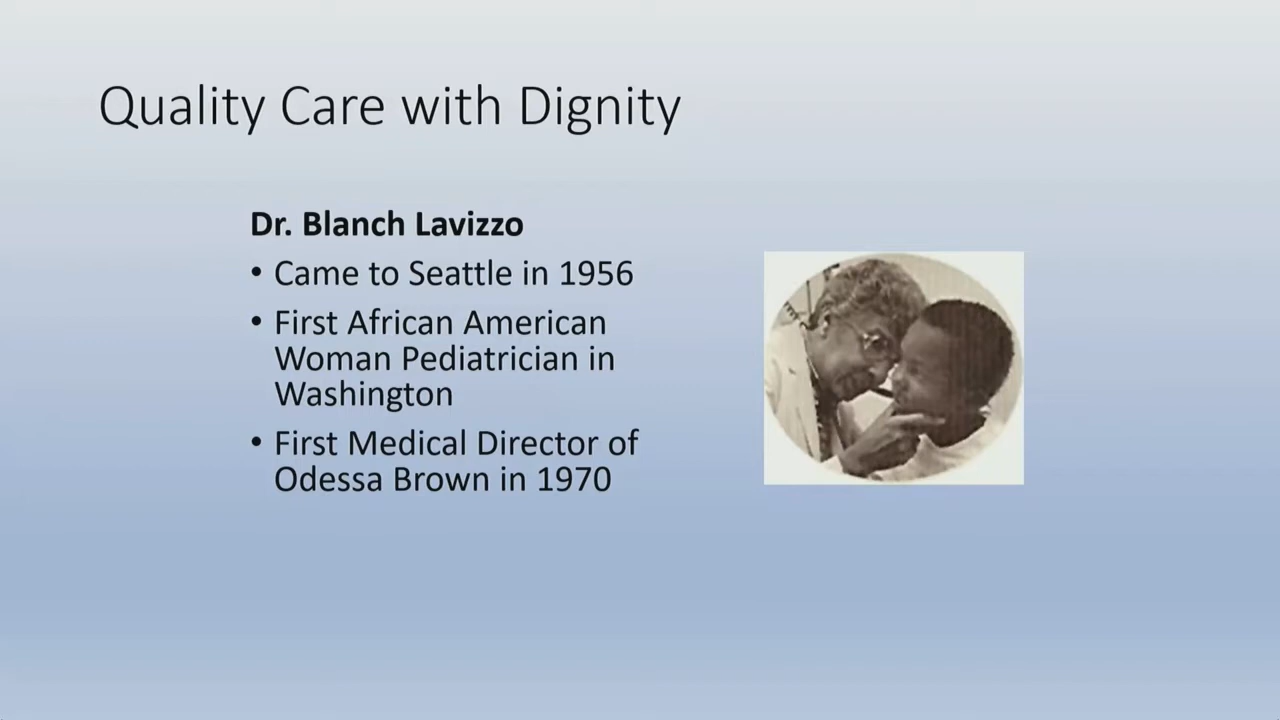 Quality Care with Dignity
Dr. Blanch Lavizzo
• Came to Seattle in 1956
• First African American
Woman Pediatrician in
Washington
• First Medical Director of
Odessa Brown in 1970